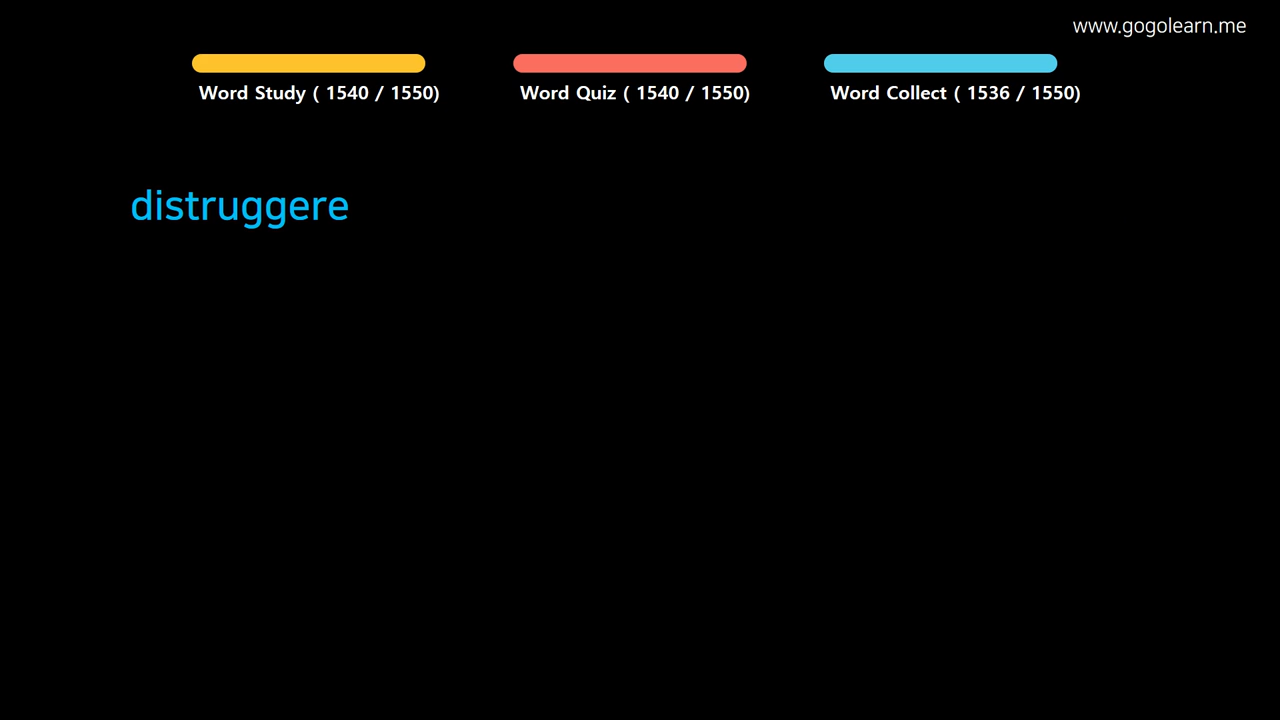 www.gogolearn.me
Word Study ( 1540 / 1550)
Word Quiz ( 1540 / 1550)
Word Collect ( 1536 / 1550)
distruggere